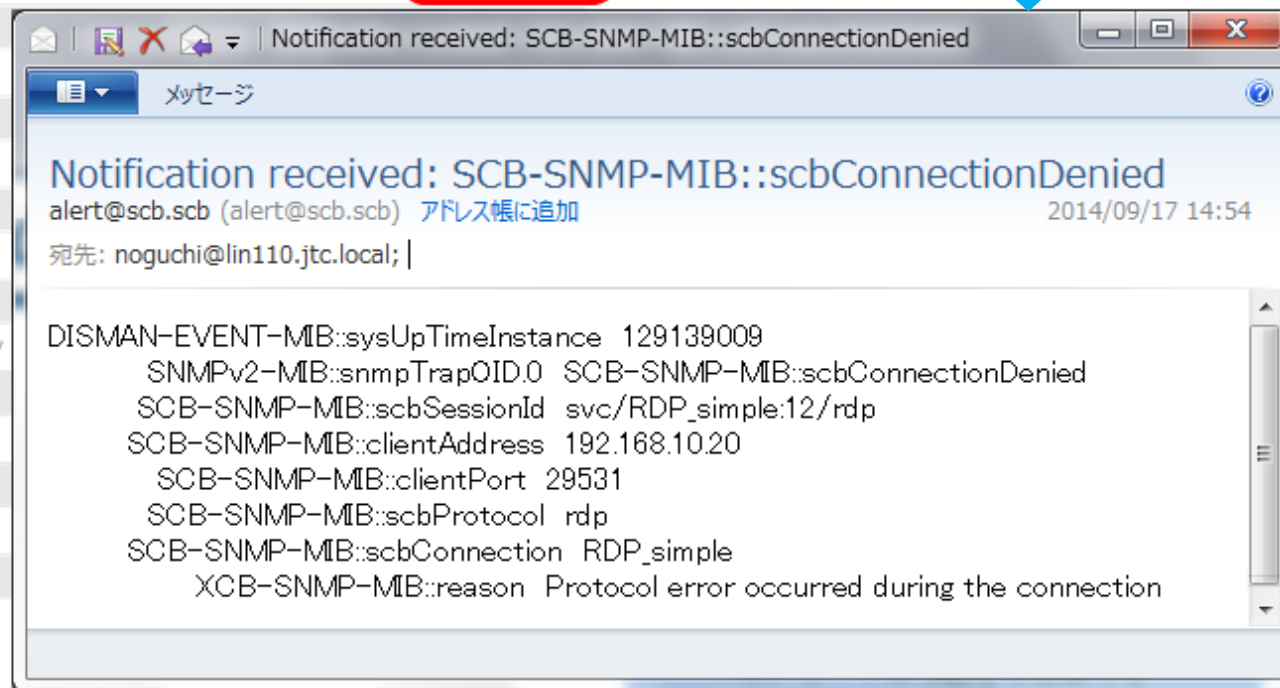 Notification received: SCB-SNMP-MIB::scbConnectionDenied
メッセージ
Notification received: SCB-SNMP-MIB::scbConnectionDenied
alert@scb.scb (alert@scb.scb) アドレス帳に追加 2014/09/17 14:54
宛先: noguchi@lin110.jtc.local;
DISMAN-EVENT-MIB::sysUpTimeInstance 129139009
SNMPv2-MIB::snmpTrapOID.0 SCB-SNMP-MIB::scbConnectionDenied
SCB-SNMP-MIB::scbSessionId svc/RDP_simple:12/rdp
SCB-SNMP-MIB::clientAddress 192.168.10.20
SCB-SNMP-MIB::clientPort 29531
SCB-SNMP-MIB::scbProtocol rdp
SCB-SNMP-MIB::scbConnection RDP_simple
XCB-SNMP-MIB::reason Protocol error occurred during the connection